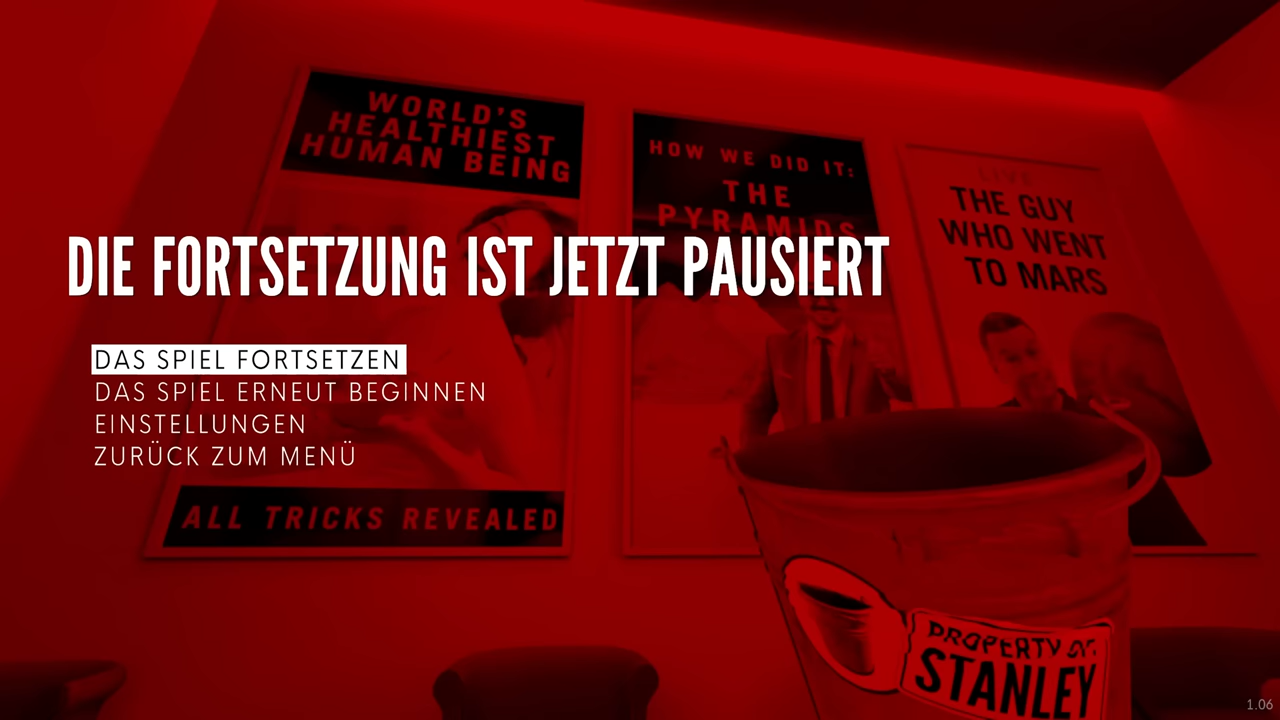 WORLD'S
HEALTHIEST
HUMAN BEING
HOW WE DID IT:
THE
PYRAMIDS
LIVE
THE GUY
WHO WENT
TO MARS
DIE FORTSETZUNG IST JETZT PAUSIERT
DAS SPIEL FORTSETZEN
DAS SPIEL ERNEUT BEGINNEN
EINSTELLUNGEN
ZURÜCK ZUM MENÜ
ALL TRICKS REVEALED
PROPERTY OF
STANLEY
1.06